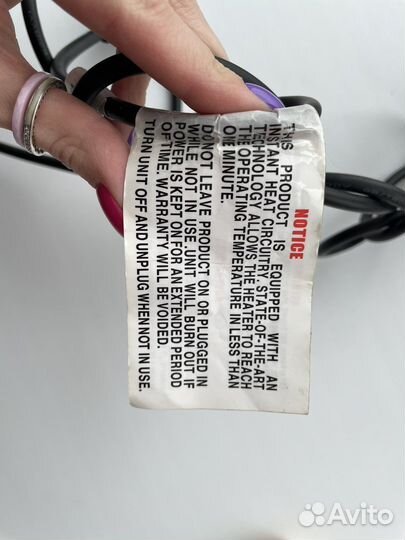 NOTICE
THIS PRODUCT IS EQUIPPED WITH AN
INSTANT HEAT CIRCUITRY. STATE-OF-THE-ART
TECHNOLOGY ALLOWS THE HEATER TO REACH
THE OPERATING TEMPERATURE IN LESS THAN
ONE MINUTE.
DO NOT LEAVE PRODUCT ON OR PLUGGED IN
WHILE NOT IN USE. UNIT WILL BURN OUT IF
POWER IS KEPT ON FOR AN EXTENDED PERIOD
OF TIME. WARRANTY WILL BE VOIDED.
TURN UNIT OFF AND UNPLUG WHEN NOT IN USE.
Avito